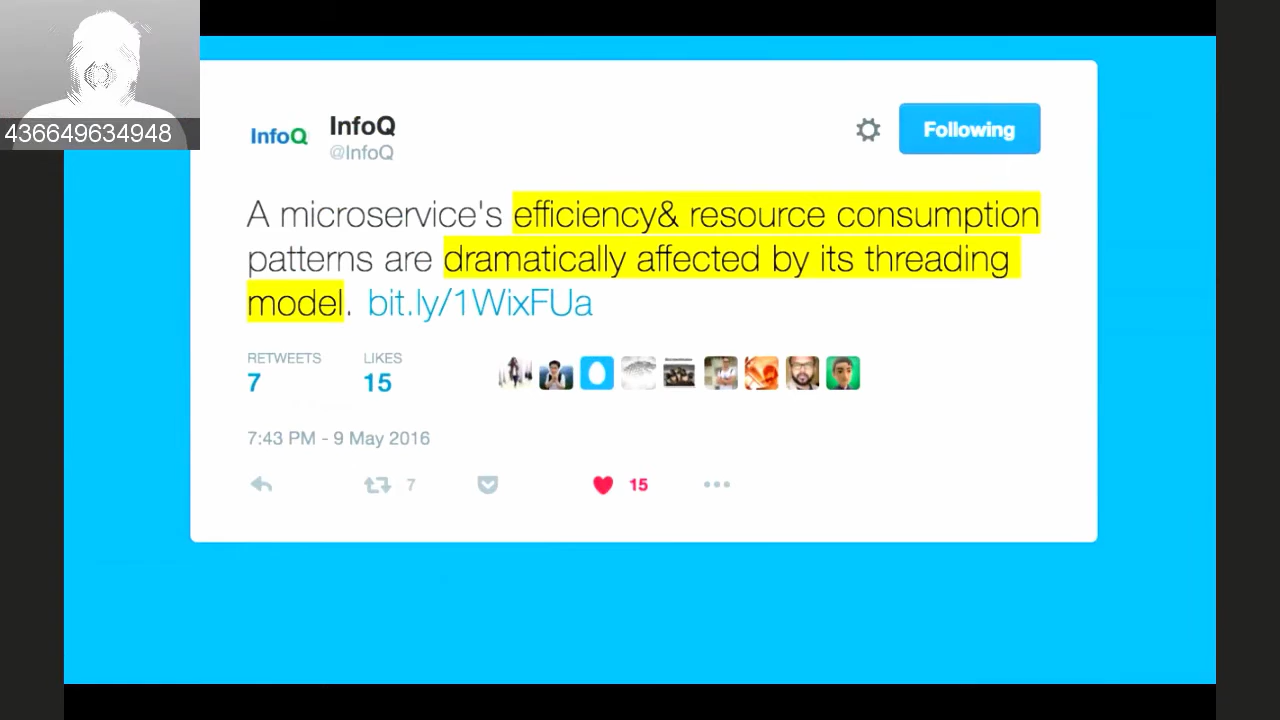 436649634948
InfoQ
InfoQ
@InfoQ
Following
A microservice's efficiency& resource consumption
patterns are dramatically affected by its threading
model. bit.ly/1WixFUa
RETWEETS
LIKES
7
15
7:43 PM - 9 May 2016
7
15